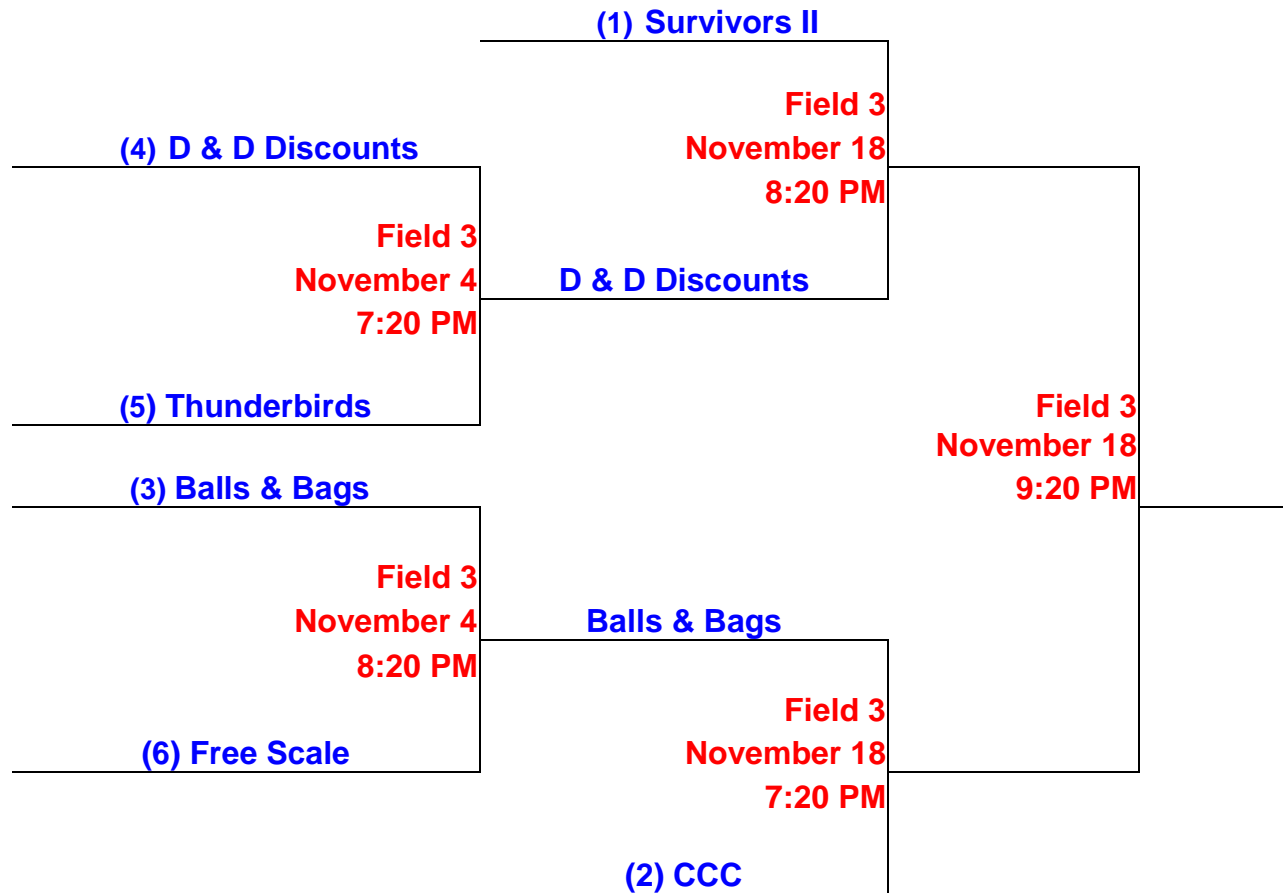 (1) Survivors II
Field 3
November 18
8:20 PM
(4) D & D Discounts
Field 3
November 4
7:20 PM
D & D Discounts
(5) Thunderbirds
Field 3
November 18
9:20 PM
(3) Balls & Bags
Field 3
November 4
8:20 PM
Balls & Bags
(6) Free Scale
Field 3
November 18
7:20 PM
(2) CCC